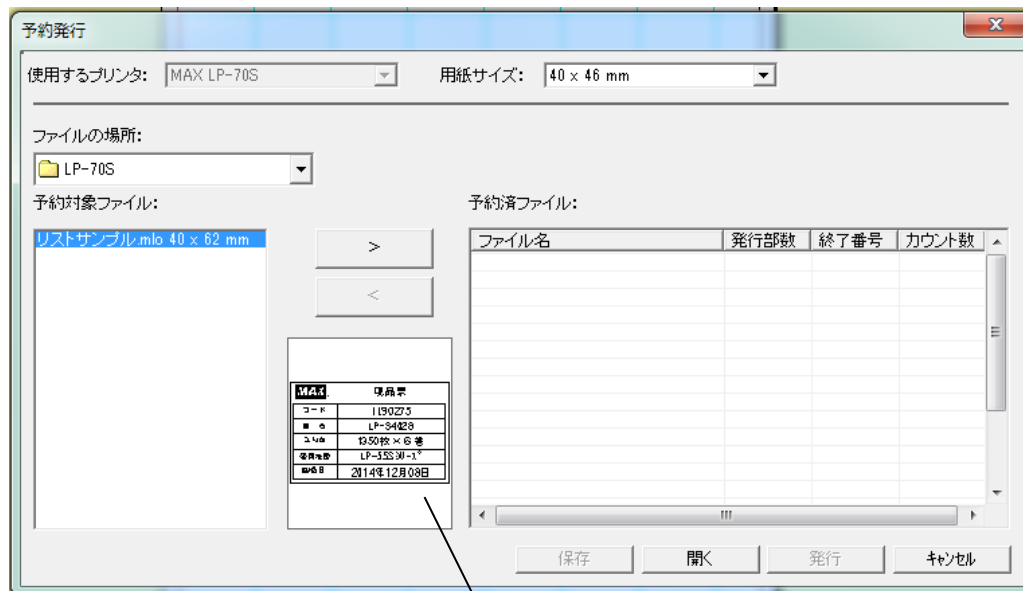 予約発行
使用するプリンタ: MAX LP-70S 用紙サイズ: 40 x 46 mm
ファイルの場所:
LP-70S
予約対象ファイル: 予約済ファイル:
リストサンプル.mlo 40 x 62 mm
> ファイル名 発行部数 終了番号 カウント数
<
MAX. 現品票
コード 1190275
LP-S4028
1350枚×6巻
2014年12月08日
保存 開く 発行 キャンセル